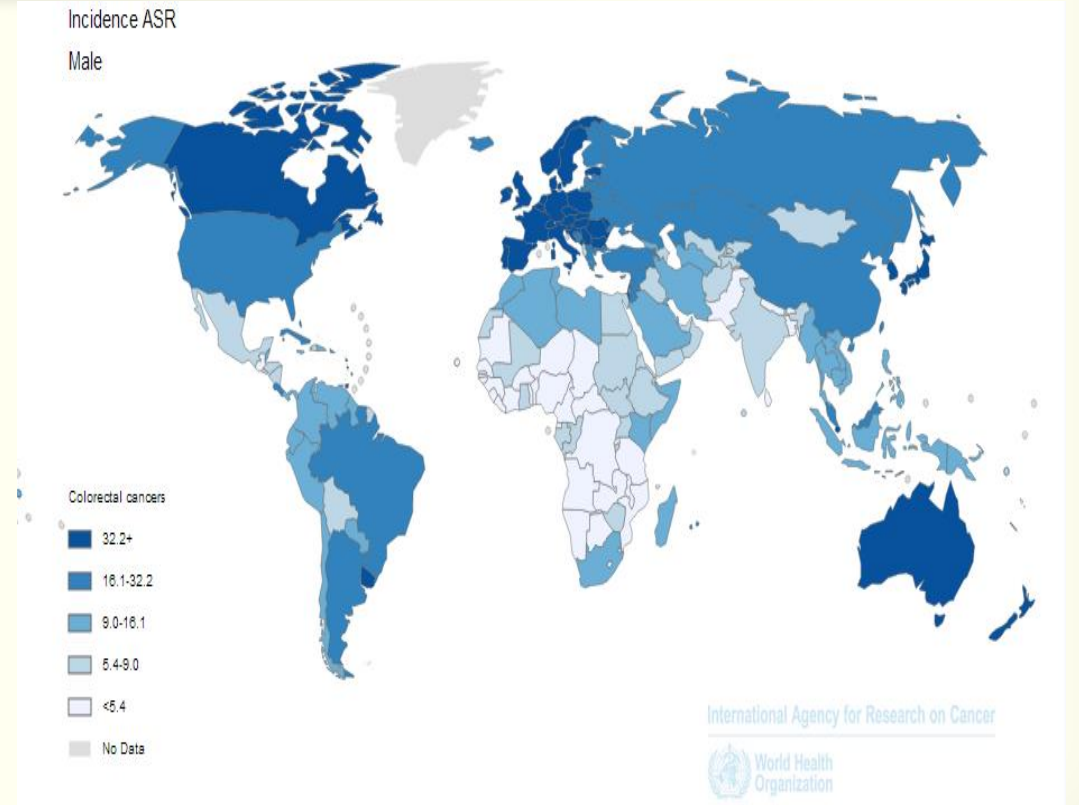 Incidence ASR
Male
Colorectal cancers
32.2+
16.1-32.2
9.0-16.1
5.4-9.0
<5.4
No Data
International Agency for Research on Cancer
World Health
Organization